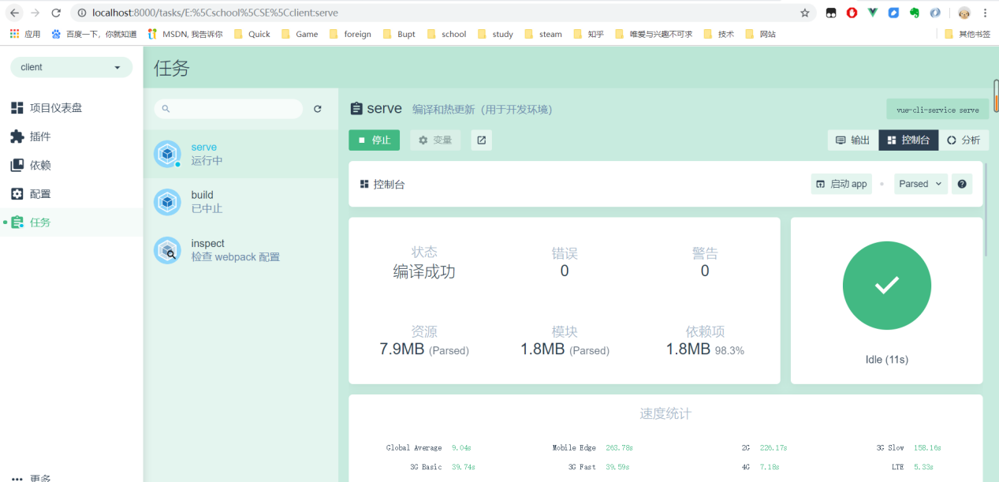 localhost:8000/tasks/E:%5Cschool%5CSE%5Cclient:serve
应用 百度一下，你就知道 MSDN, 我告诉你 Quick Game foreign Bupt school study steam 知乎 唯爱与兴趣不可求 技术 网站 其他书签
client
任务
项目仪表盘
插件
依赖
配置
任务
更多
serve
运行中
build
已中止
inspect
检查 webpack 配置
serve 编译和热更新（用于开发环境）
vue-cli-service serve
停止 变量
输出 控制台 分析
控制台
启动 app Parsed
状态
编译成功
错误
0
警告
0
资源
7.9MB (Parsed)
模块
1.8MB (Parsed)
依赖项
1.8MB 98.3%
Idle (11s)
速度统计
Global Average 9.04s Mobile Edge 263.78s 2G 226.17s 3G Slow 158.16s
3G Basic 39.74s 3G Fast 39.59s 4G 7.18s LTE 5.33s